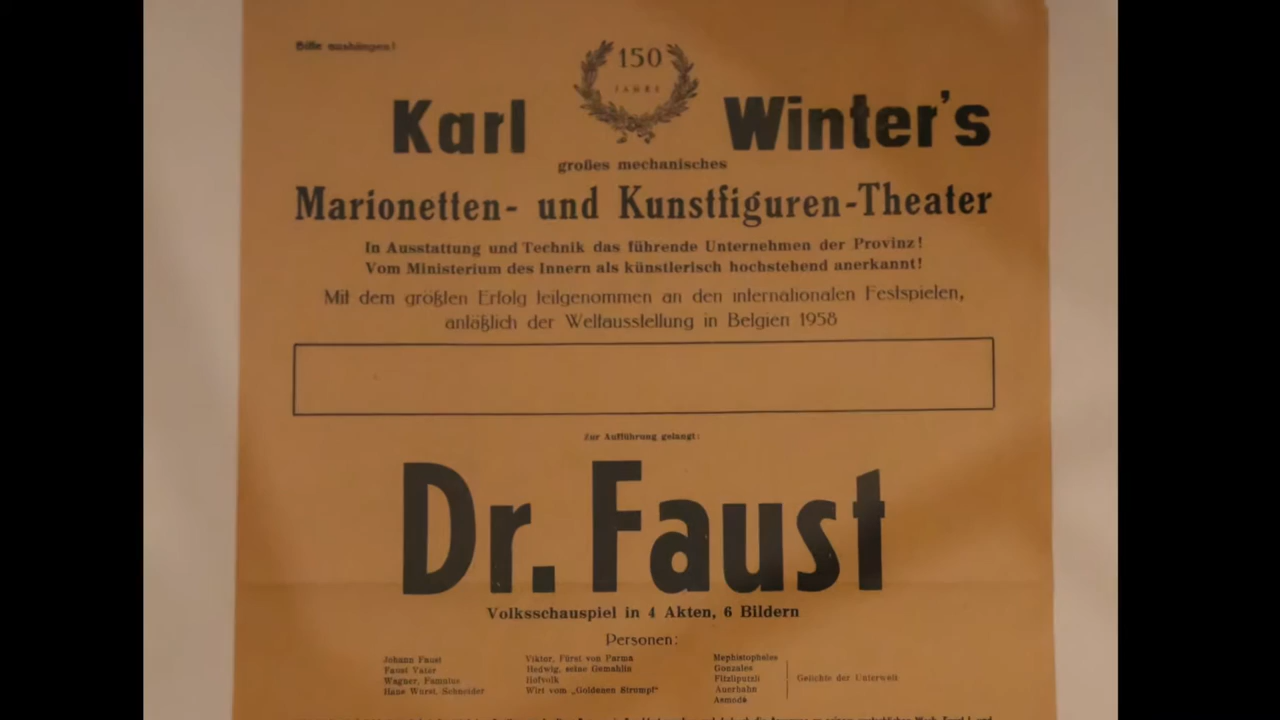 Bitte aushängen!
150
JAHRE
Karl Winter's
großes mechanisches
Marionetten- und Kunstfiguren-Theater
In Ausstattung und Technik das führende Unternehmen der Provinz!
Vom Ministerium des Innern als künstlerisch hochstehend anerkannt!
Mit dem größten Erfolg teilgenommen an den internationalen Festspielen,
anläßlich der Weltausstellung in Belgien 1958
Zur Aufführung gelangt:
Dr. Faust
Volksschauspiel in 4 Akten, 6 Bildern
Personen:
Johann Faust
Faust Vater
Wagner, Famulus
Hans Wurst, Schneider
Viktor, Fürst von Parma
Hedwig, seine Gemahlin
Hofvolk
Wirt vom „Goldenen Strumpf"
Mephistopheles
Gonzales
Fitzliputzli
Auerhahn
Asmodä
der Unterwelt